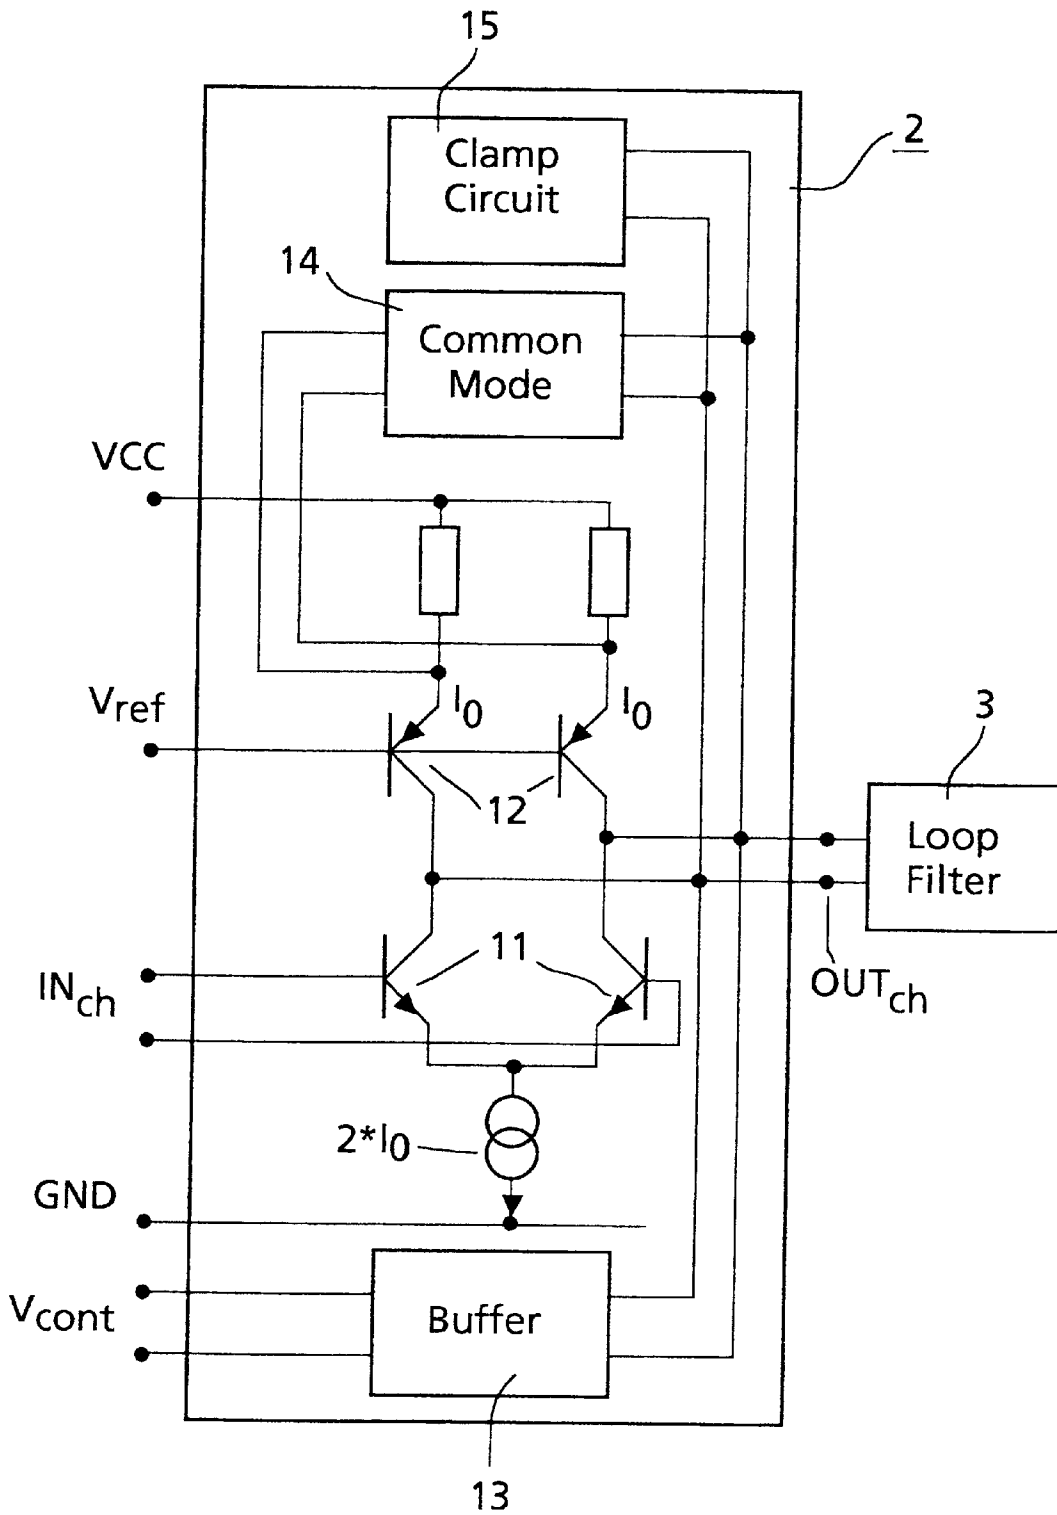 15
2
Clamp
Circuit
14
Common
Mode
VCC
Vref
I0
I0
12
3
Loop
Filter
11
INch
OUTch
2*I0
GND
Vcont
Buffer
13